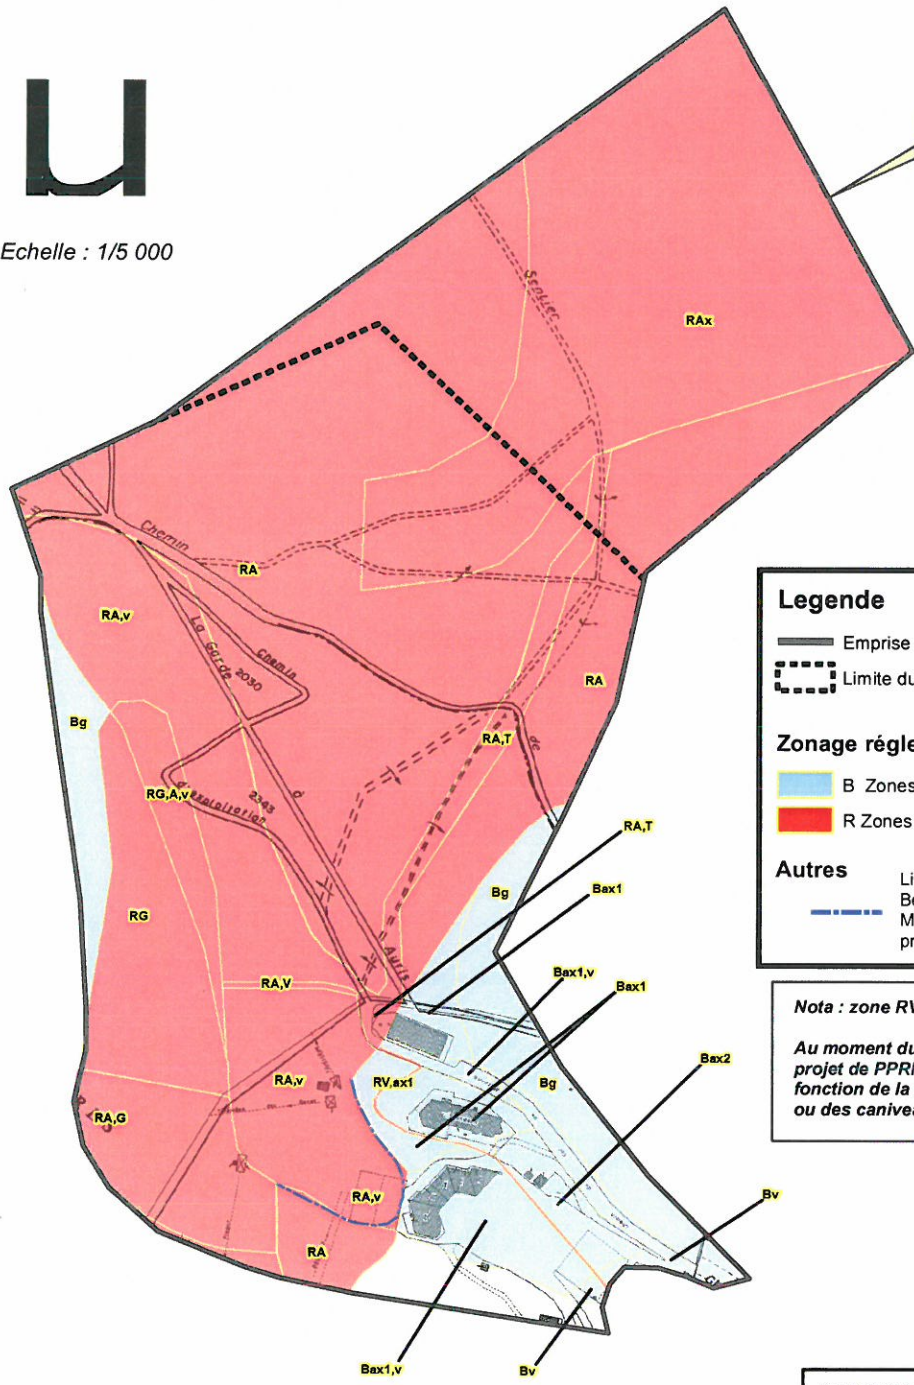 Echelle : 1/5 000
Sentier
RAx
Chemin
RA
RA,v
La Garde
Chemin
2030
RA
Bg
RA,T
de
RG,A,v
d'exploitation
2343
d'
RA,T
Bg
Bax1
RG
Auris
RA,V
Bax1,v
Bax1
Bax2
RA,v
RV,ax1
Bg
RA,G
RA,v
Bv
RA
Bax1,v
Bv
Legende
Emprise
Limite du
Zonage régle
B Zones
R Zones
Autres
Li
Be
M
pr
Nota : zone RV
Au moment du
projet de PPRI
fonction de la
ou des caniveа